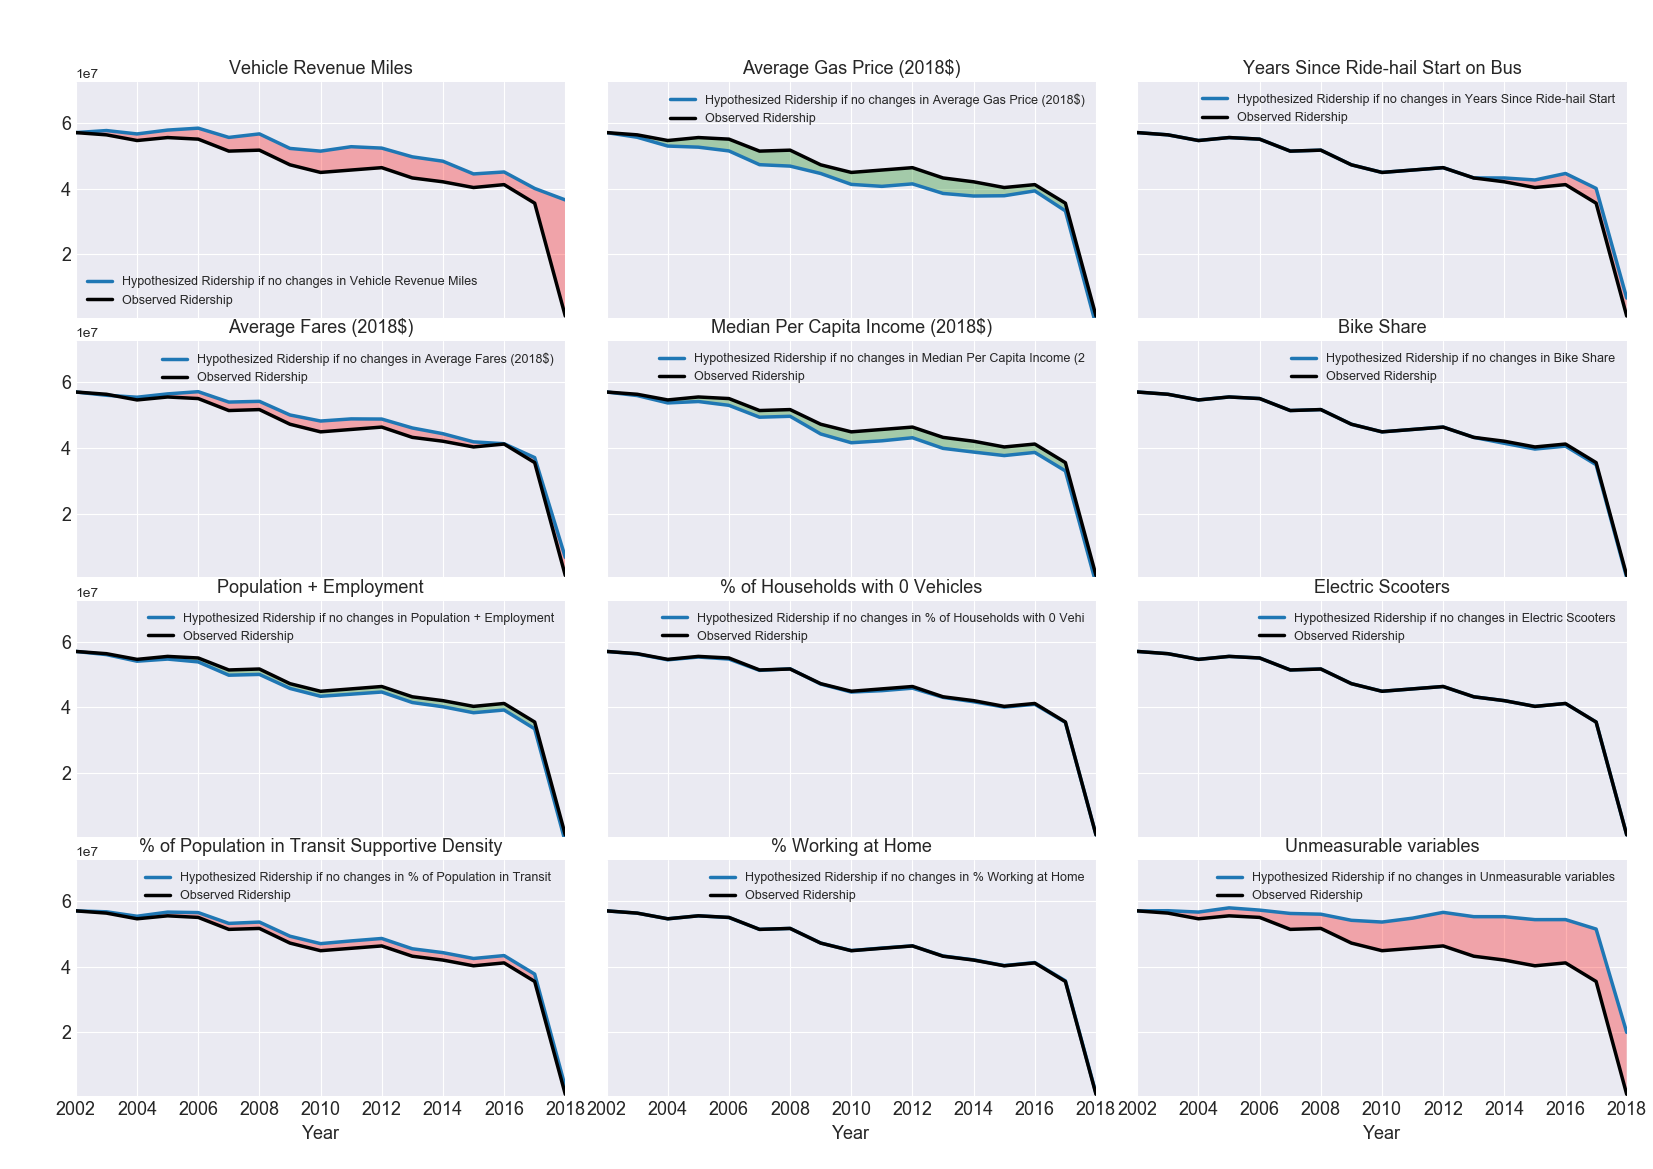 Vehicle Revenue Miles
1e7
6
4
2
Hypothesized Ridership if no changes in Vehicle Revenue Miles
Observed Ridership
Average Gas Price (2018$)
Hypothesized Ridership if no changes in Average Gas Price (2018$)
Observed Ridership
Years Since Ride-hail Start on Bus
Hypothesized Ridership if no changes in Years Since Ride-hail Start
Observed Ridership
Average Fares (2018$)
1e7
6
4
2
Hypothesized Ridership if no changes in Average Fares (2018$)
Observed Ridership
Median Per Capita Income (2018$)
Hypothesized Ridership if no changes in Median Per Capita Income (2
Observed Ridership
Bike Share
Hypothesized Ridership if no changes in Bike Share
Observed Ridership
Population + Employment
1e7
6
4
2
Hypothesized Ridership if no changes in Population + Employment
Observed Ridership
% of Households with 0 Vehicles
Hypothesized Ridership if no changes in % of Households with 0 Vehi
Observed Ridership
Electric Scooters
Hypothesized Ridership if no changes in Electric Scooters
Observed Ridership
% of Population in Transit Supportive Density
1e7
6
4
2
Hypothesized Ridership if no changes in % of Population in Transit
Observed Ridership
2002 2004 2006 2008 2010 2012 2014 2016 2018
Year
% Working at Home
Hypothesized Ridership if no changes in % Working at Home
Observed Ridership
2002 2004 2006 2008 2010 2012 2014 2016 2018
Year
Unmeasurable variables
Hypothesized Ridership if no changes in Unmeasurable variables
Observed Ridership
2002 2004 2006 2008 2010 2012 2014 2016 2018
Year